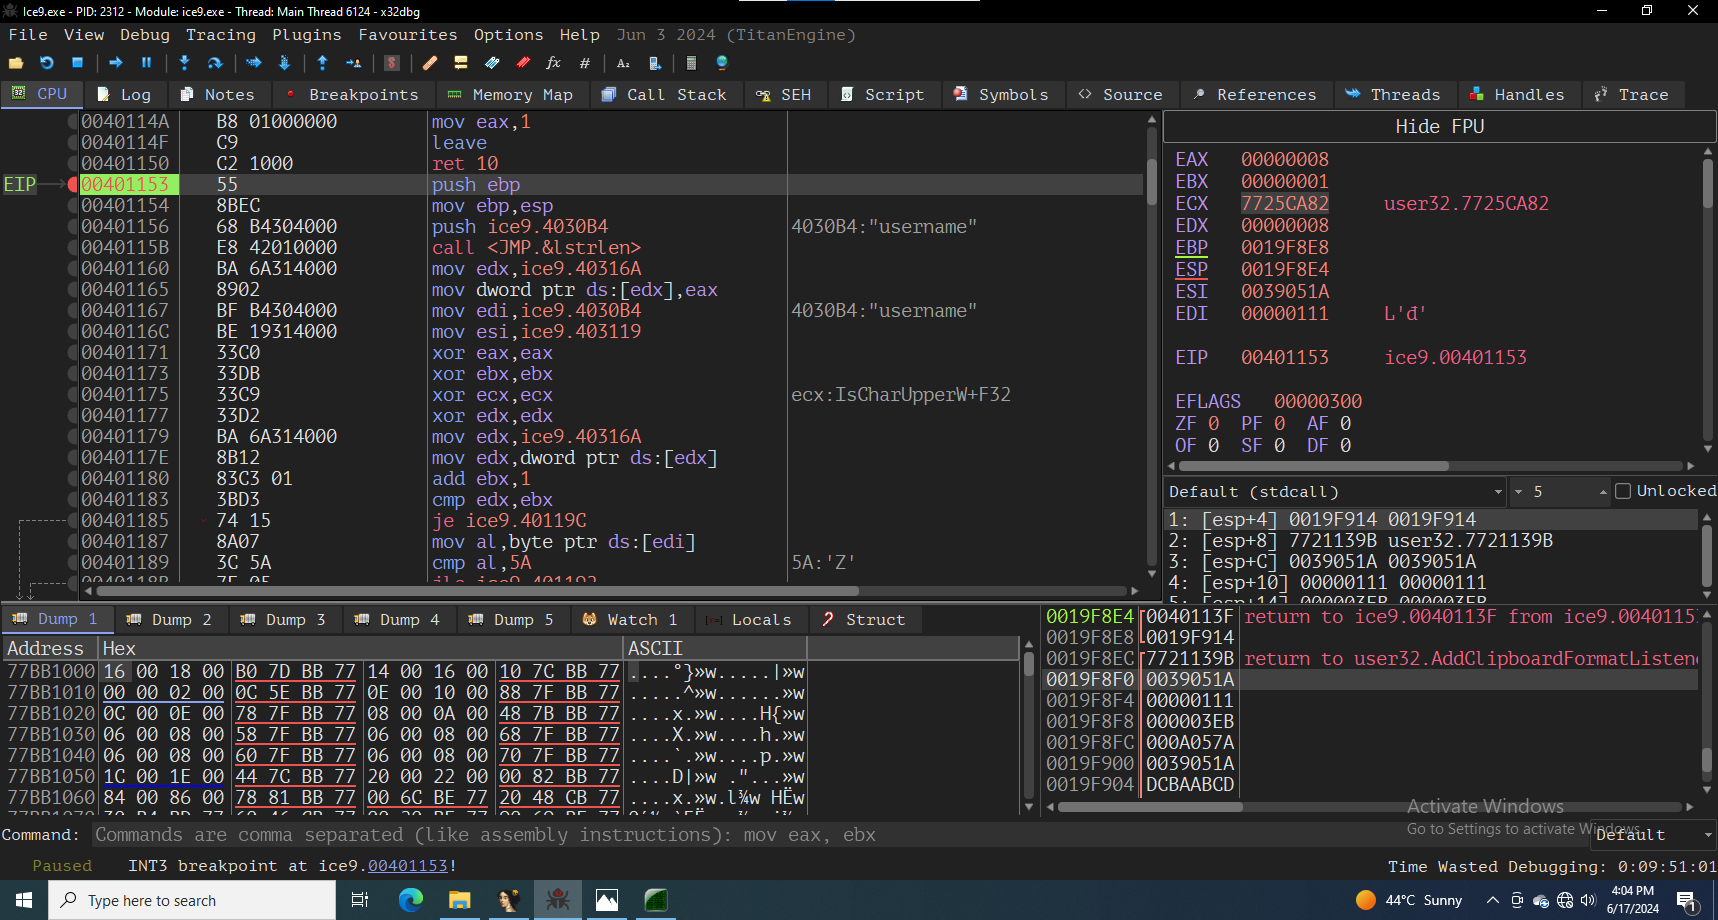 Ice9.exe - PID: 2312 - Module: ice9.exe - Thread: Main Thread 6124 - x32dbg
File View Debug Tracing Plugins Favourites Options Help Jun 3 2024 (TitanEngine)
CPU Log Notes Breakpoints Memory Map Call Stack SEH Script Symbols Source References Threads Handles Trace
0040114A B8 01000000 mov eax,1
0040114F C9 leave
00401150 C2 1000 ret 10
EIP 00401153 55 push ebp
00401154 8BEC mov ebp,esp
00401156 68 B4304000 push ice9.4030B4 4030B4:"username"
0040115B E8 42010000 call <JMP.&lstrlen>
00401160 BA 6A314000 mov edx,ice9.40316A
00401165 8902 mov dword ptr ds:[edx],eax
00401167 BF B4304000 mov edi,ice9.4030B4 4030B4:"username"
0040116C BE 19314000 mov esi,ice9.403119
00401171 33C0 xor eax,eax
00401173 33DB xor ebx,ebx
00401175 33C9 xor ecx,ecx ecx:IsCharUpperW+F32
00401177 33D2 xor edx,edx
00401179 BA 6A314000 mov edx,ice9.40316A
0040117E 8B12 mov edx,dword ptr ds:[edx]
00401180 83C3 01 add ebx,1
00401183 3BD3 cmp edx,ebx
00401185 74 15 je ice9.40119C
00401187 8A07 mov al,byte ptr ds:[edi]
00401189 3C 5A cmp al,5A 5A:'Z'
0040118B 7E 05 jle ice9.401192
Hide FPU
EAX 00000008
EBX 00000001
ECX 7725CA82 user32.7725CA82
EDX 00000008
EBP 0019F8E8
ESP 0019F8E4
ESI 0039051A
EDI 00000111 L'đ'
EIP 00401153 ice9.00401153
EFLAGS 00000300
ZF 0 PF 0 AF 0
OF 0 SF 0 DF 0
Default (stdcall) 5 Unlocked
1: [esp+4] 0019F914 0019F914
2: [esp+8] 7721139B user32.7721139B
3: [esp+C] 0039051A 0039051A
4: [esp+10] 00000111 00000111
5: [esp+14] 000003EB 000003EB
Dump 1 Dump 2 Dump 3 Dump 4 Dump 5 Watch 1 Locals Struct
Address Hex ASCII
77BB1000 16 00 18 00 B0 7D BB 77 14 00 16 00 10 7C BB 77 ....°}»w.....|»w
77BB1010 00 00 02 00 0C 5E BB 77 0E 00 10 00 88 7F BB 77 .....^»w......»w
77BB1020 0C 00 0E 00 78 7F BB 77 08 00 0A 00 48 7B BB 77 ....x.»w....H{»w
77BB1030 06 00 08 00 58 7F BB 77 06 00 08 00 68 7F BB 77 ....X.»w....h.»w
77BB1040 06 00 08 00 60 7F BB 77 06 00 08 00 70 7F BB 77 ....`.»w....p.»w
77BB1050 1C 00 1E 00 44 7C BB 77 20 00 22 00 00 82 BB 77 ....D|»w ."...»w
77BB1060 84 00 86 00 78 81 BB 77 00 6C BE 77 20 48 CB 77 ....x.»w.l¾w HËw
0019F8E4 0040113F return to ice9.0040113F from ice9.0040115
0019F8E8 0019F914
0019F8EC 7721139B return to user32.AddClipboardFormatListen
0019F8F0 0039051A
0019F8F4 00000111
0019F8F8 000003EB
0019F8FC 000A057A
0019F900 0039051A
0019F904 DCBAABCD
Activate Windows
Go to Settings to activate Windows.
Command: Commands are comma separated (like assembly instructions): mov eax, ebx Default
Paused INT3 breakpoint at ice9.00401153! Time Wasted Debugging: 0:09:51:01
Type here to search 44°C Sunny 4:04 PM
6/17/2024 1